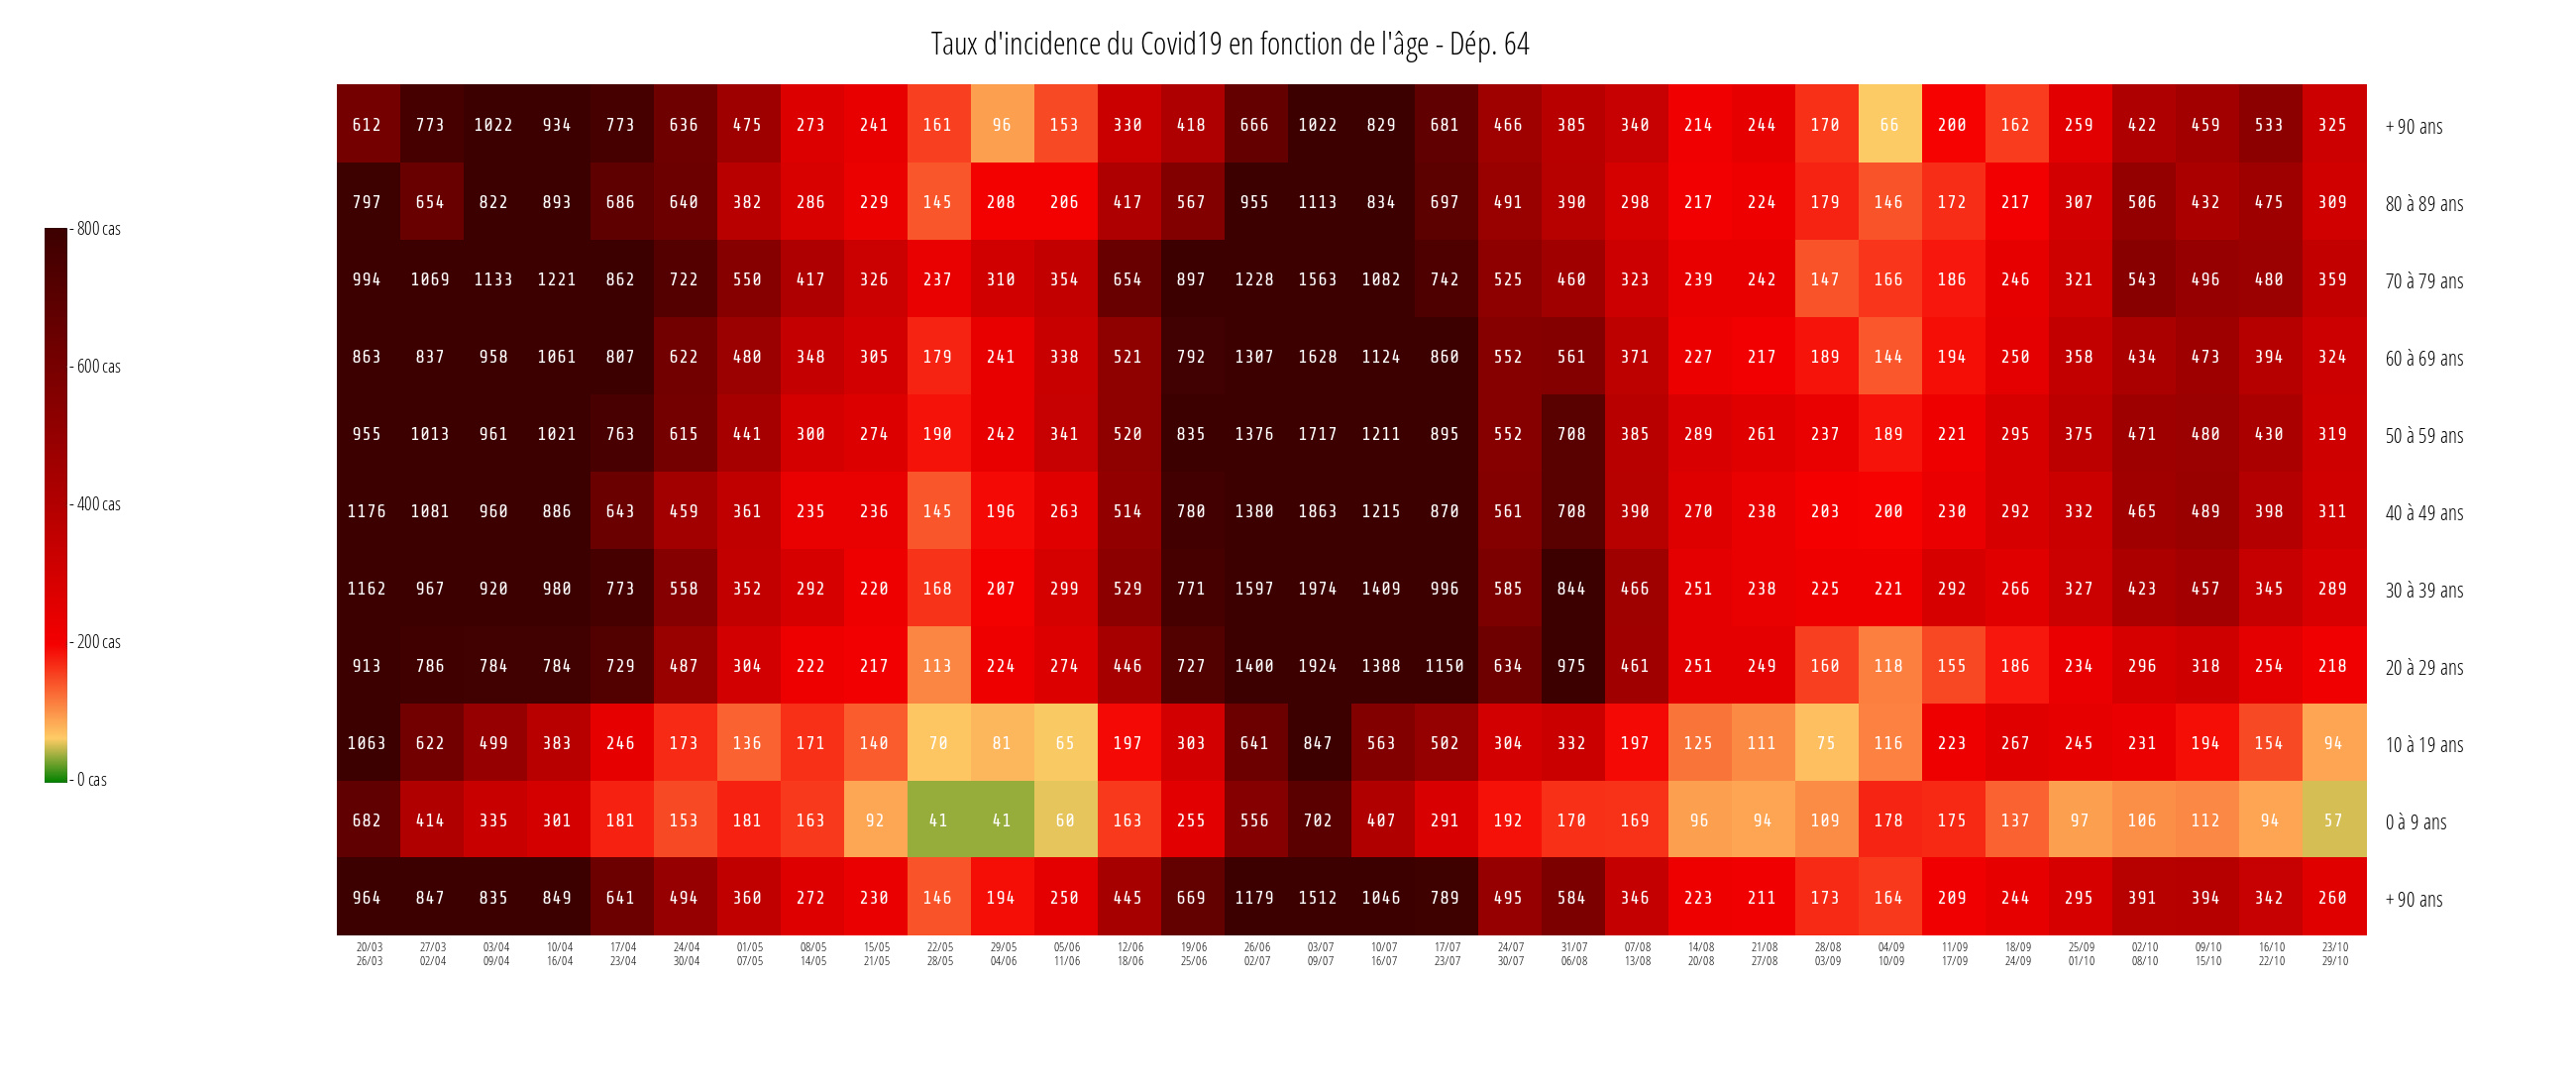 Taux d'incidence du Covid19 en fonction de l'âge - Dép. 64
- 800 cas
- 600 cas
- 400 cas
- 200 cas
- 0 cas
612 773 1022 934 773 636 475 273 241 161 96 153 330 418 666 1022 829 681 466 385 340 214 244 170 66 200 162 259 422 459 533 325 + 90 ans
797 654 822 893 686 640 382 286 229 145 208 206 417 567 955 1113 834 697 491 390 298 217 224 179 146 172 217 307 506 432 475 309 80 à 89 ans
994 1069 1133 1221 862 722 550 417 326 237 310 354 654 897 1228 1563 1082 742 525 460 323 239 242 147 166 186 246 321 543 496 480 359 70 à 79 ans
863 837 958 1061 807 622 480 348 305 179 241 338 521 792 1307 1628 1124 860 552 561 371 227 217 189 144 194 250 358 434 473 394 324 60 à 69 ans
955 1013 961 1021 763 615 441 300 274 190 242 341 520 835 1376 1717 1211 895 552 708 385 289 261 237 189 221 295 375 471 480 430 319 50 à 59 ans
1176 1081 960 886 643 459 361 235 236 145 196 263 514 780 1380 1863 1215 870 561 708 390 270 238 203 200 230 292 332 465 489 398 311 40 à 49 ans
1162 967 920 980 773 558 352 292 220 168 207 299 529 771 1597 1974 1409 996 585 844 466 251 238 225 221 292 266 327 423 457 345 289 30 à 39 ans
913 786 784 784 729 487 304 222 217 113 224 274 446 727 1400 1924 1388 1150 634 975 461 251 249 160 118 155 186 234 296 318 254 218 20 à 29 ans
1063 622 499 383 246 173 136 171 140 70 81 65 197 303 641 847 563 502 304 332 197 125 111 75 116 223 267 245 231 194 154 94 10 à 19 ans
682 414 335 301 181 153 181 163 92 41 41 60 163 255 556 702 407 291 192 170 169 96 94 109 178 175 137 97 106 112 94 57 0 à 9 ans
964 847 835 849 641 494 360 272 230 146 194 250 445 669 1179 1512 1046 789 495 584 346 223 211 173 164 209 244 295 391 394 342 260 + 90 ans
20/03 27/03 03/04 10/04 17/04 24/04 01/05 08/05 15/05 22/05 29/05 05/06 12/06 19/06 26/06 03/07 10/07 17/07 24/07 31/07 07/08 14/08 21/08 28/08 04/09 11/09 18/09 25/09 02/10 09/10 16/10 23/10
26/03 02/04 09/04 16/04 23/04 30/04 07/05 14/05 21/05 28/05 04/06 11/06 18/06 25/06 02/07 09/07 16/07 23/07 30/07 06/08 13/08 20/08 27/08 03/09 10/09 17/09 24/09 01/10 08/10 15/10 22/10 29/10